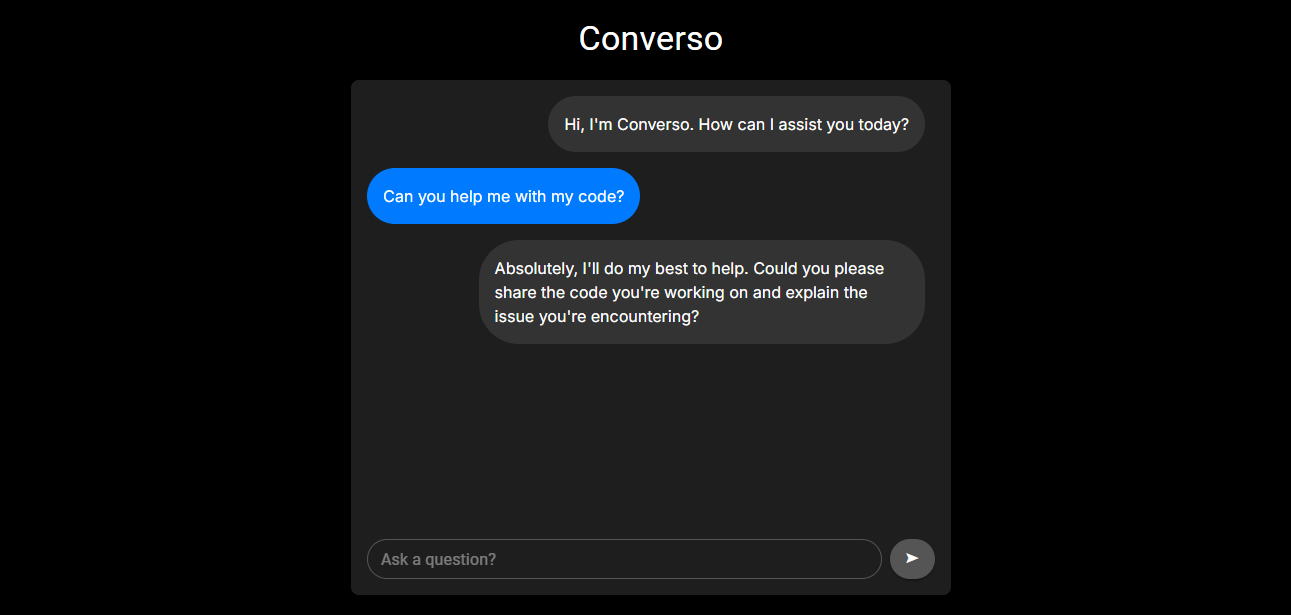 Converso
Hi, I'm Converso. How can I assist you today?
Can you help me with my code?
Absolutely, I'll do my best to help. Could you please
share the code you're working on and explain the
issue you're encountering?
Ask a question?